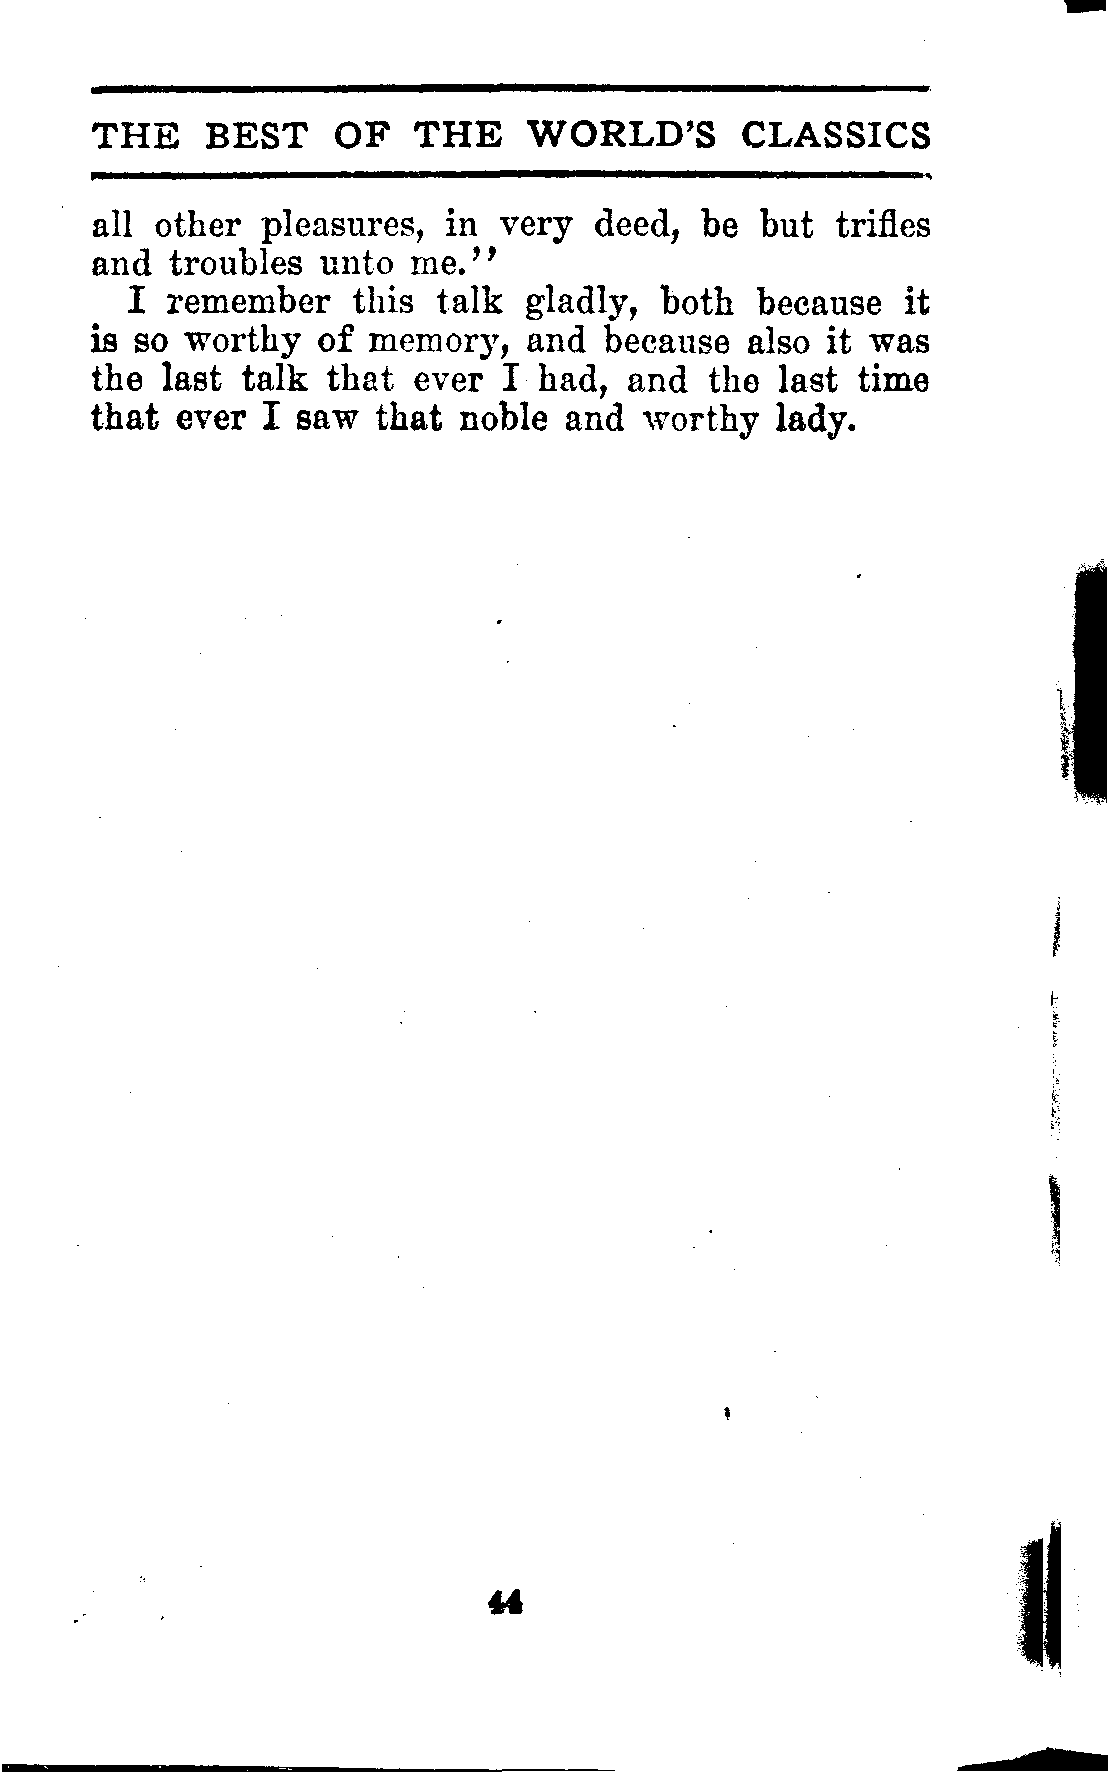 THE BEST OF THE WORLD'S CLASSICS
all other pleasures, in very deed, be but trifles
and troubles unto me.''
I remember this talk gladly, both because it
is so worthy of memory, and because also it was
the last talk that ever I had, and the last time
that ever I saw that noble and worthy lady.
44